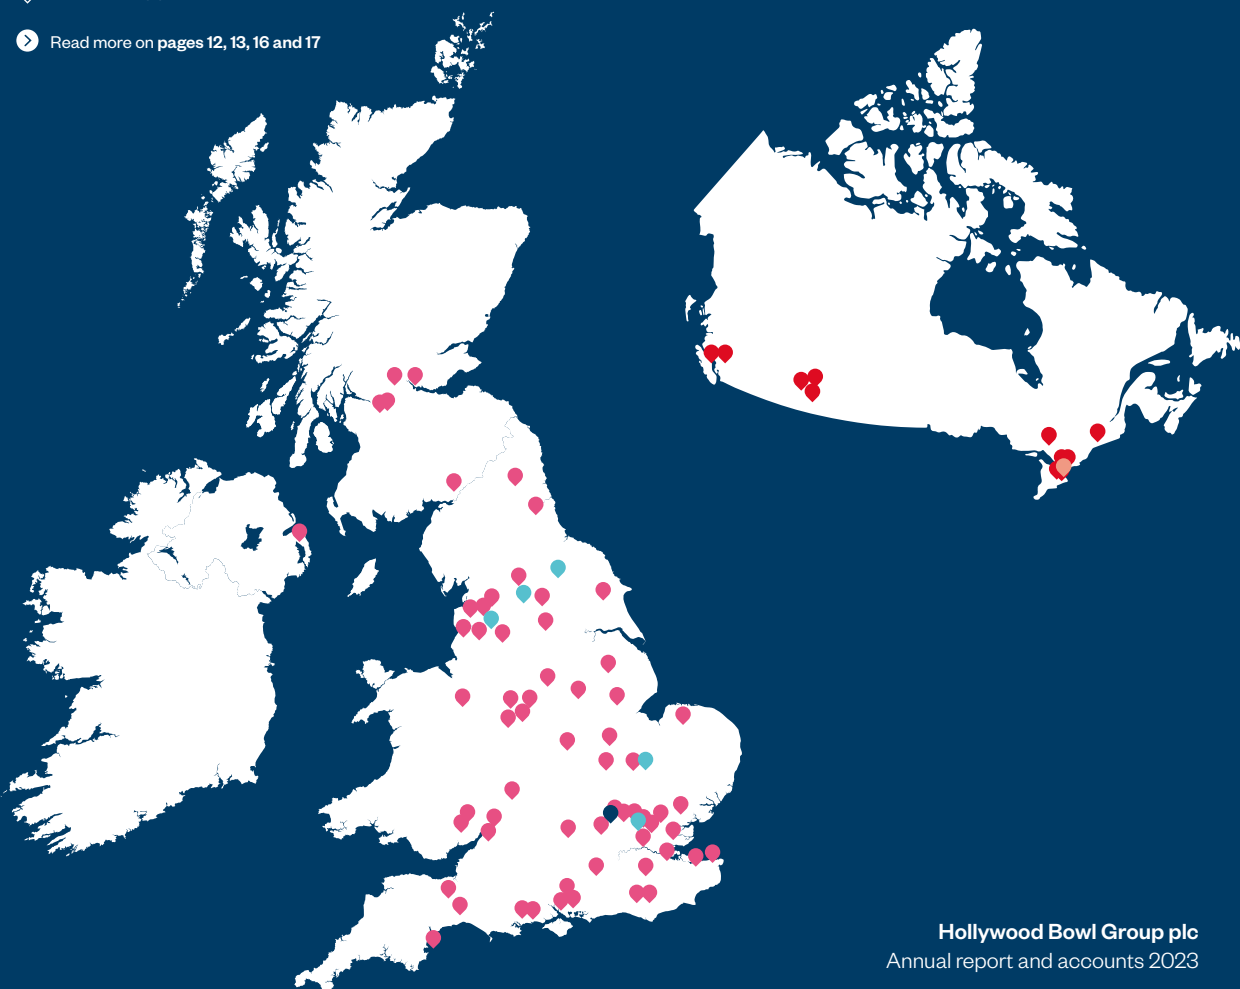 Read more on pages 12, 13, 16 and 17
Hollywood Bowl Group plc
Annual report and accounts 2023